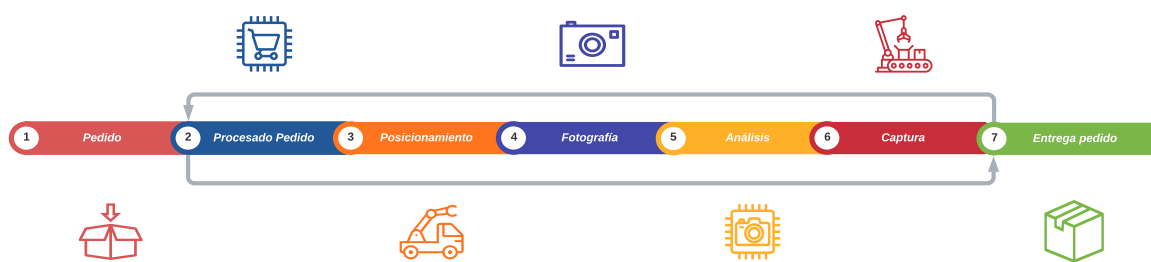 1 Pedido
2 Procesado Pedido
3 Posicionamiento
4 Fotografía
5 Análisis
6 Captura
7 Entrega pedido